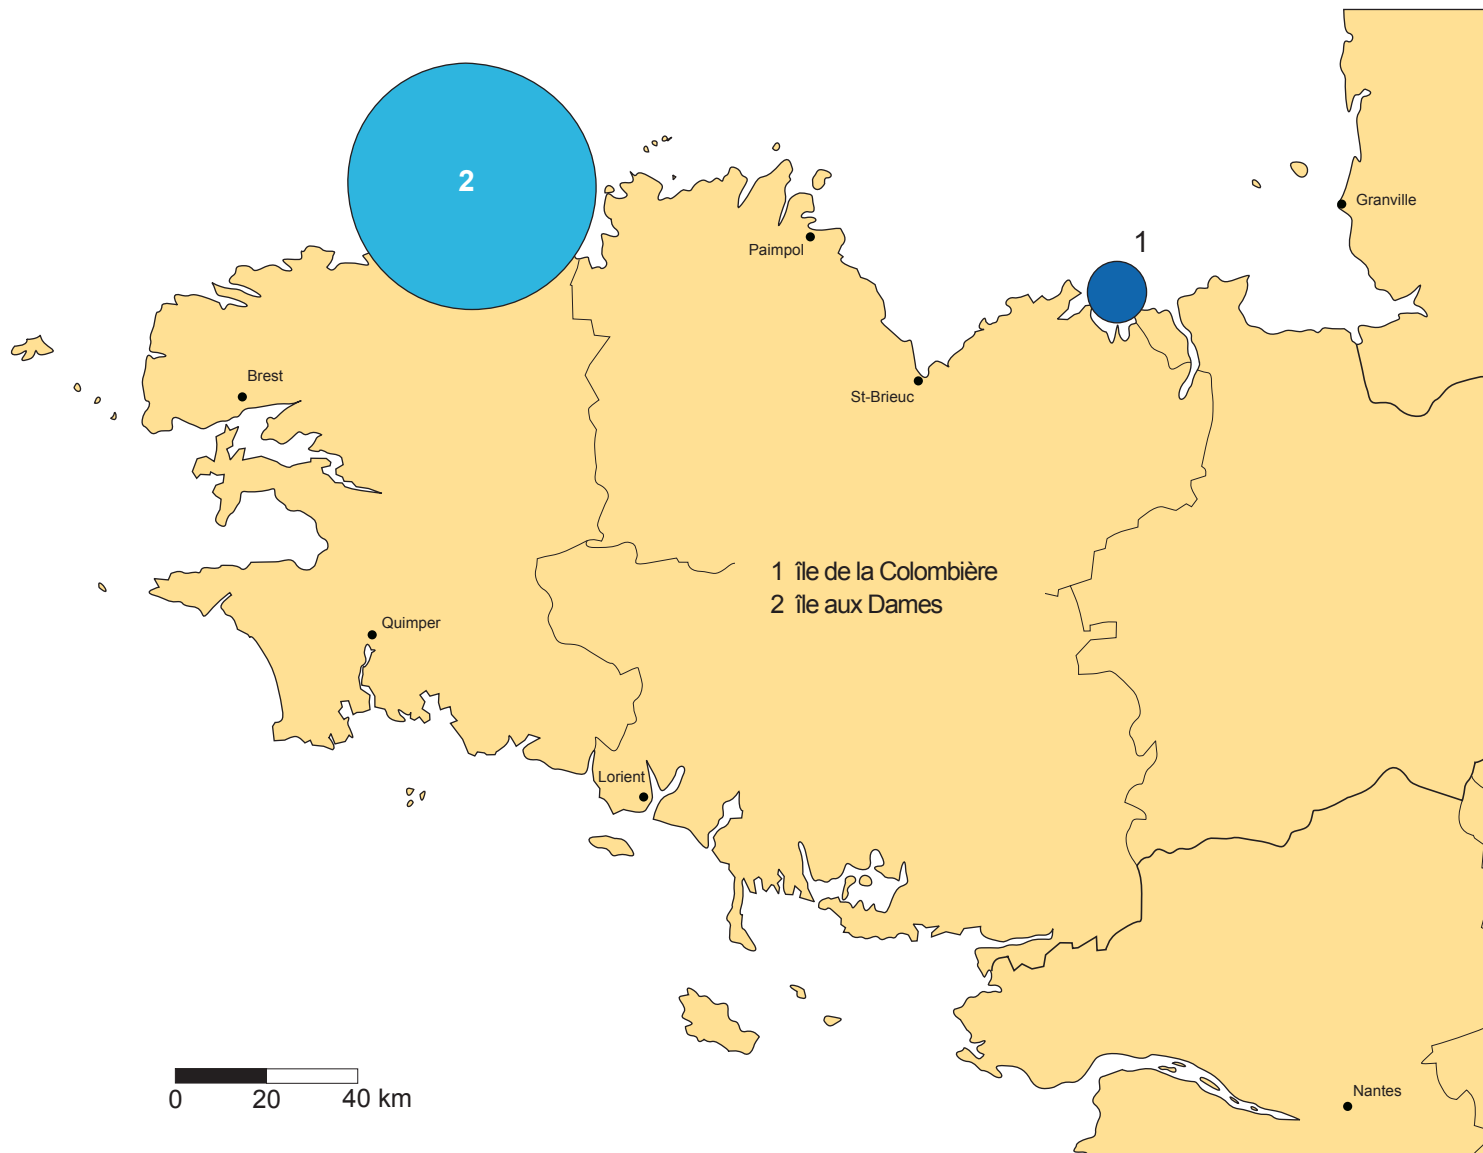 2
Granville
1
Paimpol
Brest
St-Brieuc
1 île de la Colombière
2 île aux Dames
Quimper
Lorient
0 20 40 km
Nantes